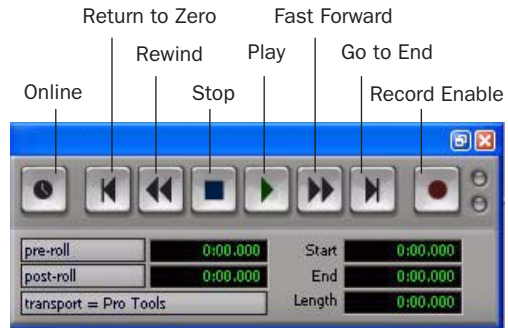 Return to Zero Fast Forward
Rewind Play Go to End
Online Stop Record Enable
pre-roll 0:00.000 Start 0:00.000
post-roll 0:00.000 End 0:00.000
transport = Pro Tools Length 0:00.000